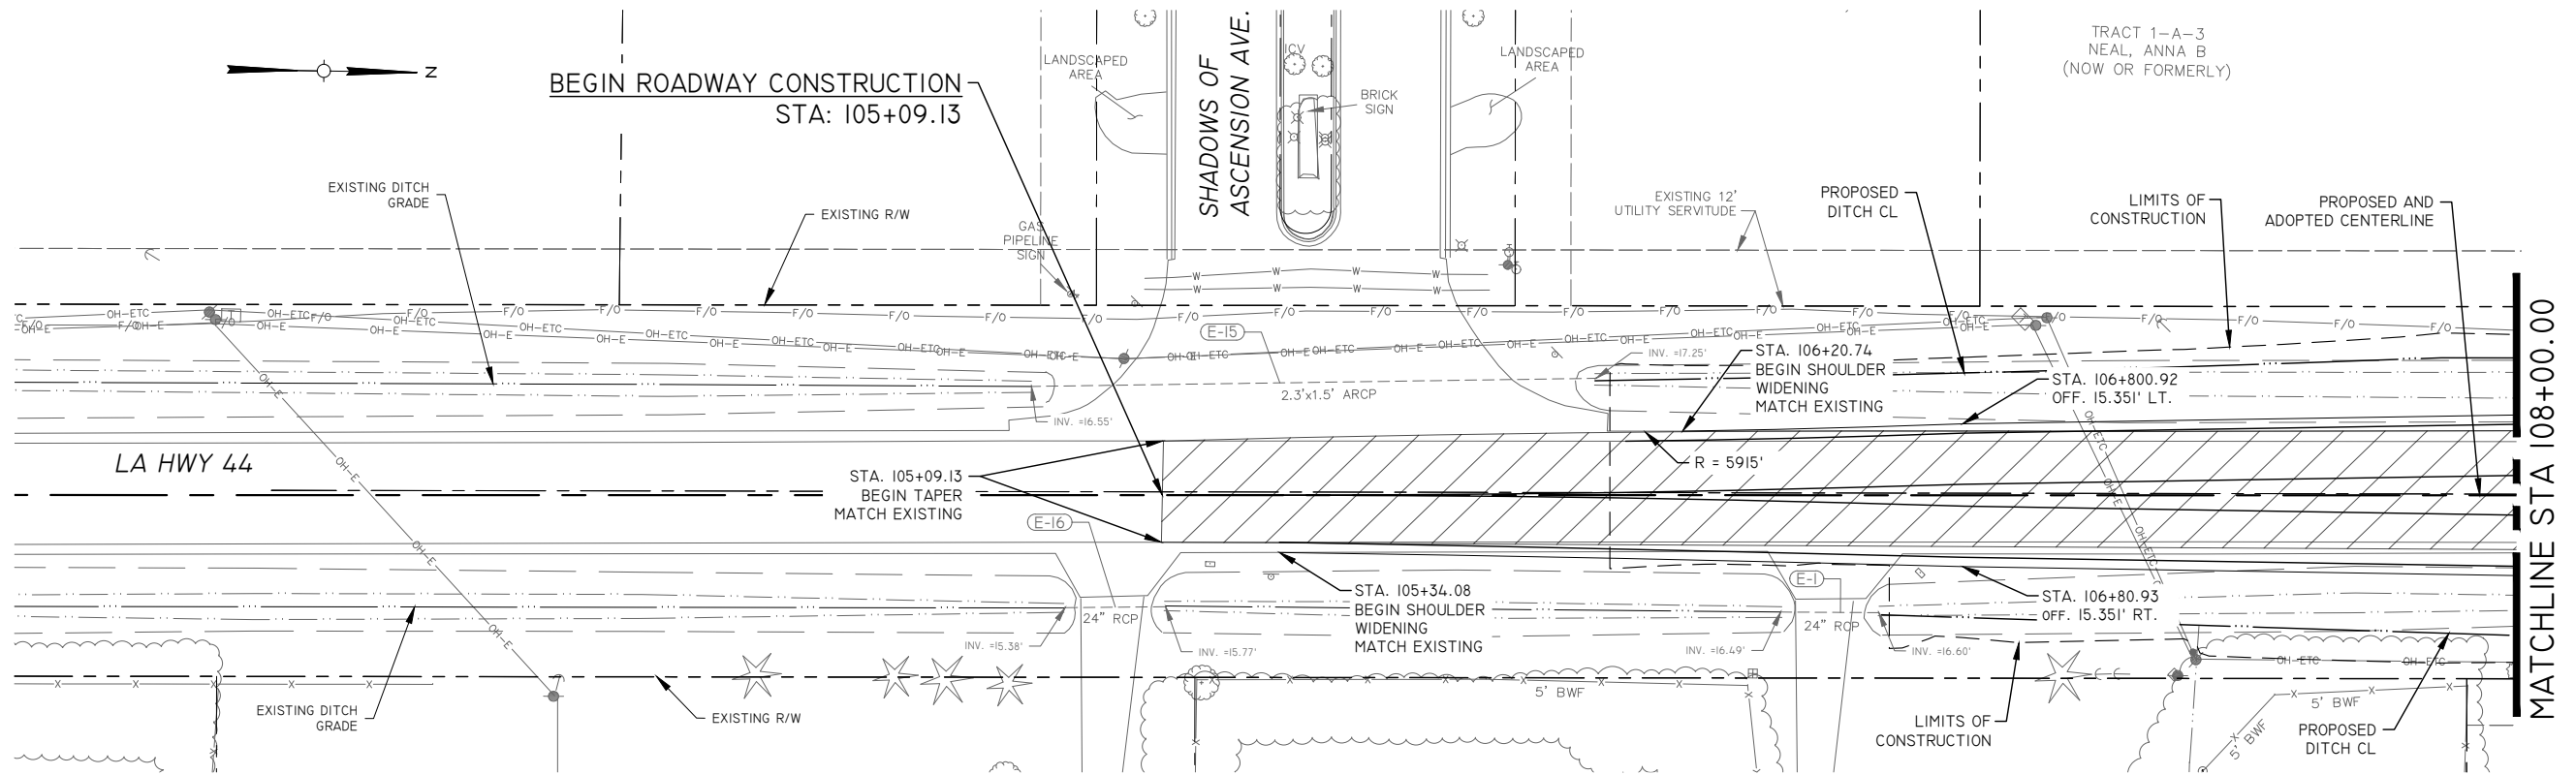 TRACT 1-A-3
NEAL, ANNA B
(NOW OR FORMERLY)
N
BEGIN ROADWAY CONSTRUCTION
STA: 105+09.13
LANDSCAPED
AREA
SHADOWS OF
ASCENSION AVE.
ICV
BRICK
SIGN
LANDSCAPED
AREA
EXISTING DITCH
GRADE
EXISTING R/W
GAS
PIPELINE
SIGN
EXISTING 12'
UTILITY SERVITUDE
PROPOSED
DITCH CL
LIMITS OF
CONSTRUCTION
PROPOSED AND
ADOPTED CENTERLINE
W W W W
W W W W
F/O
OH-ETC
OH-E
E-15
2.3'x1.5' ARCP
INV. =16.55'
INV. =17.25'
STA. 106+20.74
BEGIN SHOULDER
WIDENING
MATCH EXISTING
STA. 106+800.92
OFF. 15.351' LT.
LA HWY 44
STA. 105+09.13
BEGIN TAPER
MATCH EXISTING
R = 5915'
E-16
24" RCP
INV. =15.38'
INV. =15.77'
STA. 105+34.08
BEGIN SHOULDER
WIDENING
MATCH EXISTING
E-1
24" RCP
INV. =16.49'
INV. =16.60'
STA. 106+80.93
OFF. 15.351' RT.
EXISTING DITCH
GRADE
EXISTING R/W
5' BWF
LIMITS OF
CONSTRUCTION
5' BWF
5' BWF
PROPOSED
DITCH CL
MATCHLINE STA 108+00.00